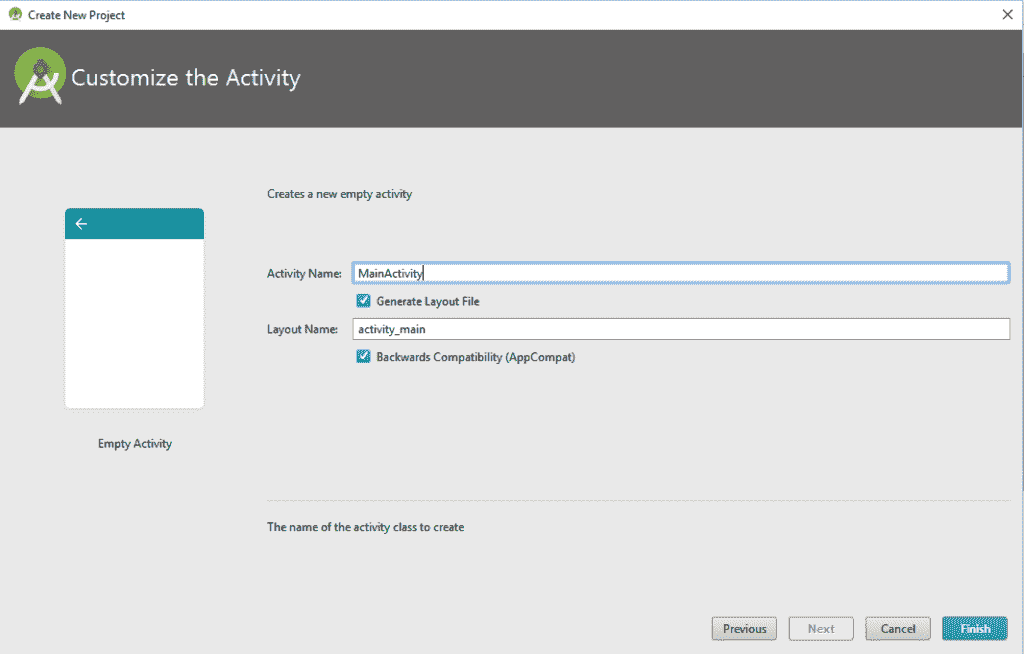 Create New Project
Customize the Activity
Creates a new empty activity
Activity Name: MainActivity
Generate Layout File
Layout Name: activity_main
Backwards Compatibility (AppCompat)
Empty Activity
The name of the activity class to create
Previous Next Cancel Finish